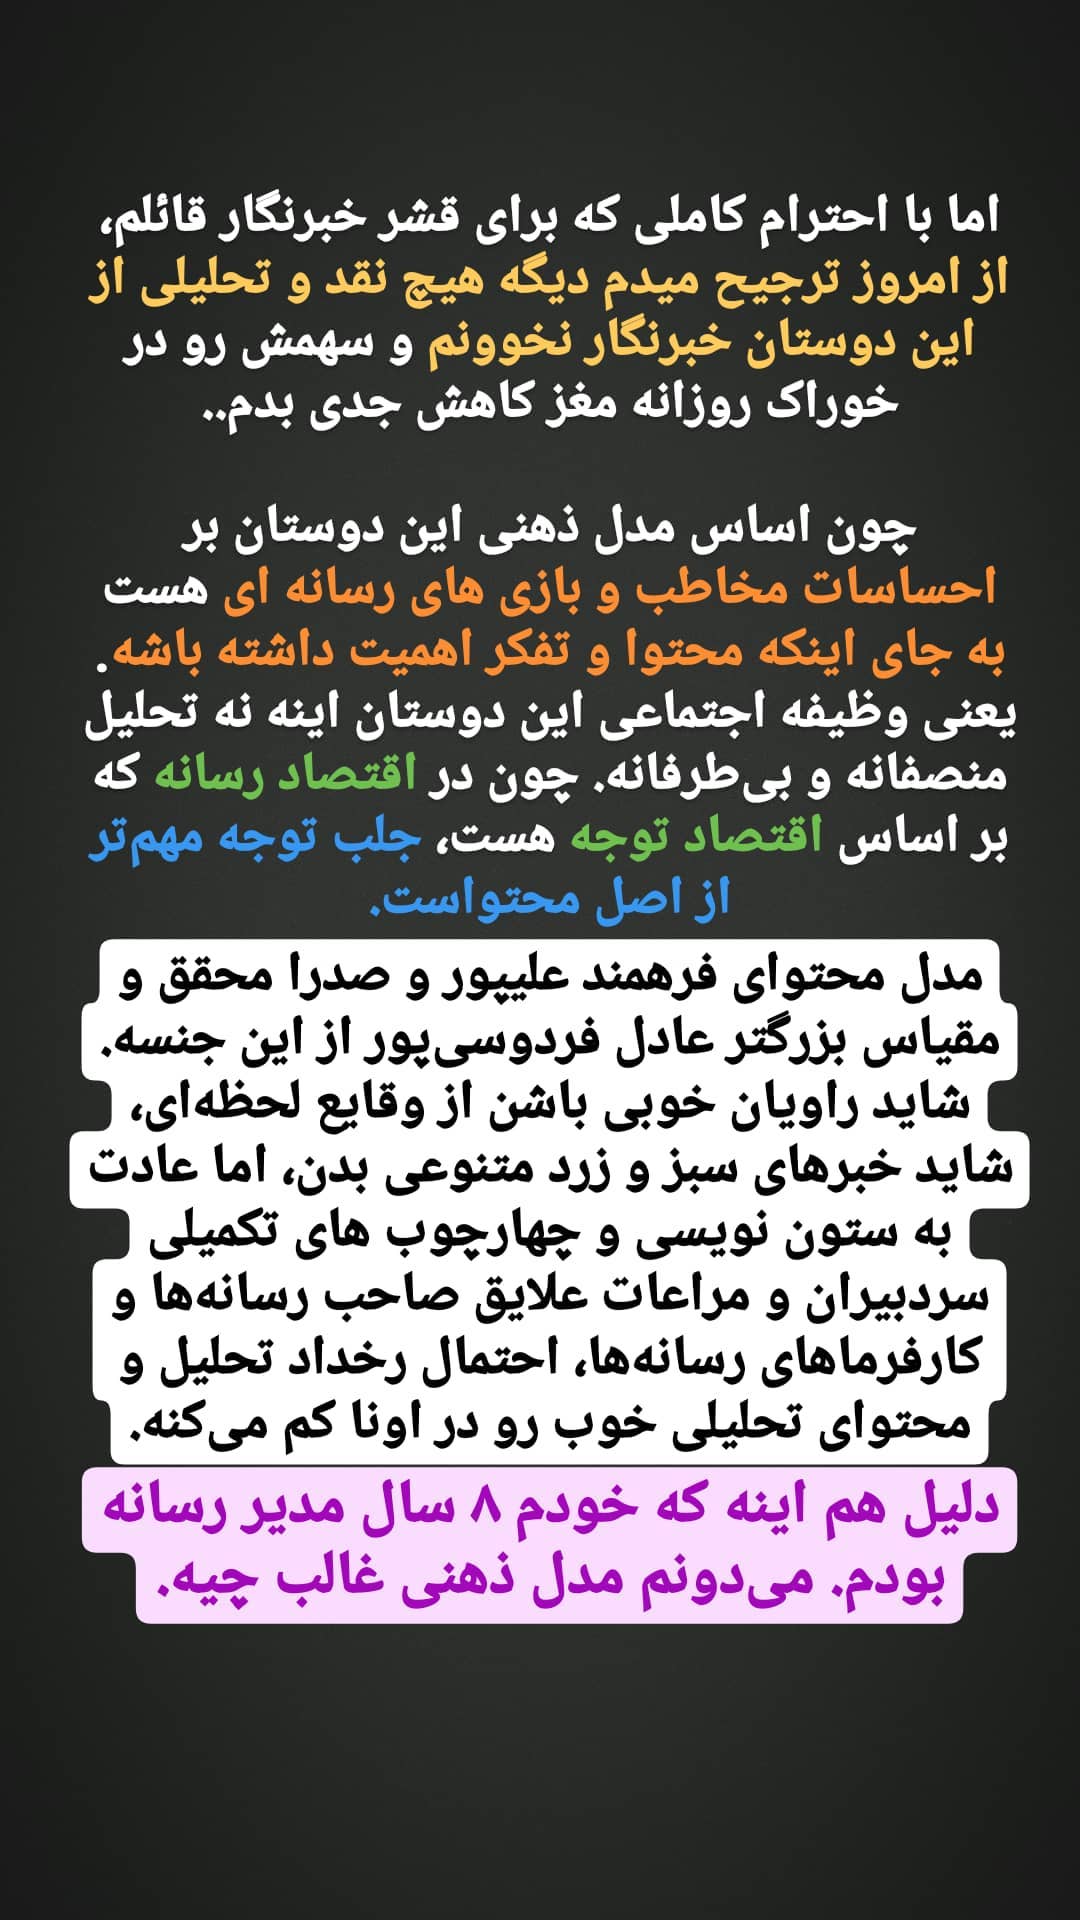 اما با احترام کاملی که برای قشر خبرنگار قائلم،
از امروز ترجیح میدم دیگه هیچ نقد و تحلیلی از
این دوستان خبرنگار نخوونم و سهمش رو در
خوراک روزانه مغز کاهش جدی بدم..
چون اساس مدل ذهنی این دوستان بر
احساسات مخاطب و بازی های رسانه ای هست
به جای اینکه محتوا و تفکر اهمیت داشته باشه.
یعنی وظیفه اجتماعی این دوستان اینه نه تحلیل
منصفانه و بی‌طرفانه. چون در اقتصاد رسانه که
بر اساس اقتصاد توجه هست، جلب توجه مهم‌تر
از اصل محتواست.
مدل محتوای فرهمند علیپور و صدرا محقق و
مقیاس بزرگتر عادل فردوسی‌پور از این جنسه.
شاید راویان خوبی باشن از وقایع لحظه‌ای،
شاید خبرهای سبز و زرد متنوعی بدن، اما عادت
به ستون نویسی و چهارچوب های تکمیلی
سردبیران و مراعات علایق صاحب رسانه‌ها و
کارفرماهای رسانه‌ها، احتمال رخداد تحلیل و
محتوای تحلیلی خوب رو در اونا کم می‌کنه.
دلیل هم اینه که خودم ۸ سال مدیر رسانه
بودم. می‌دونم مدل ذهنی غالب چیه.